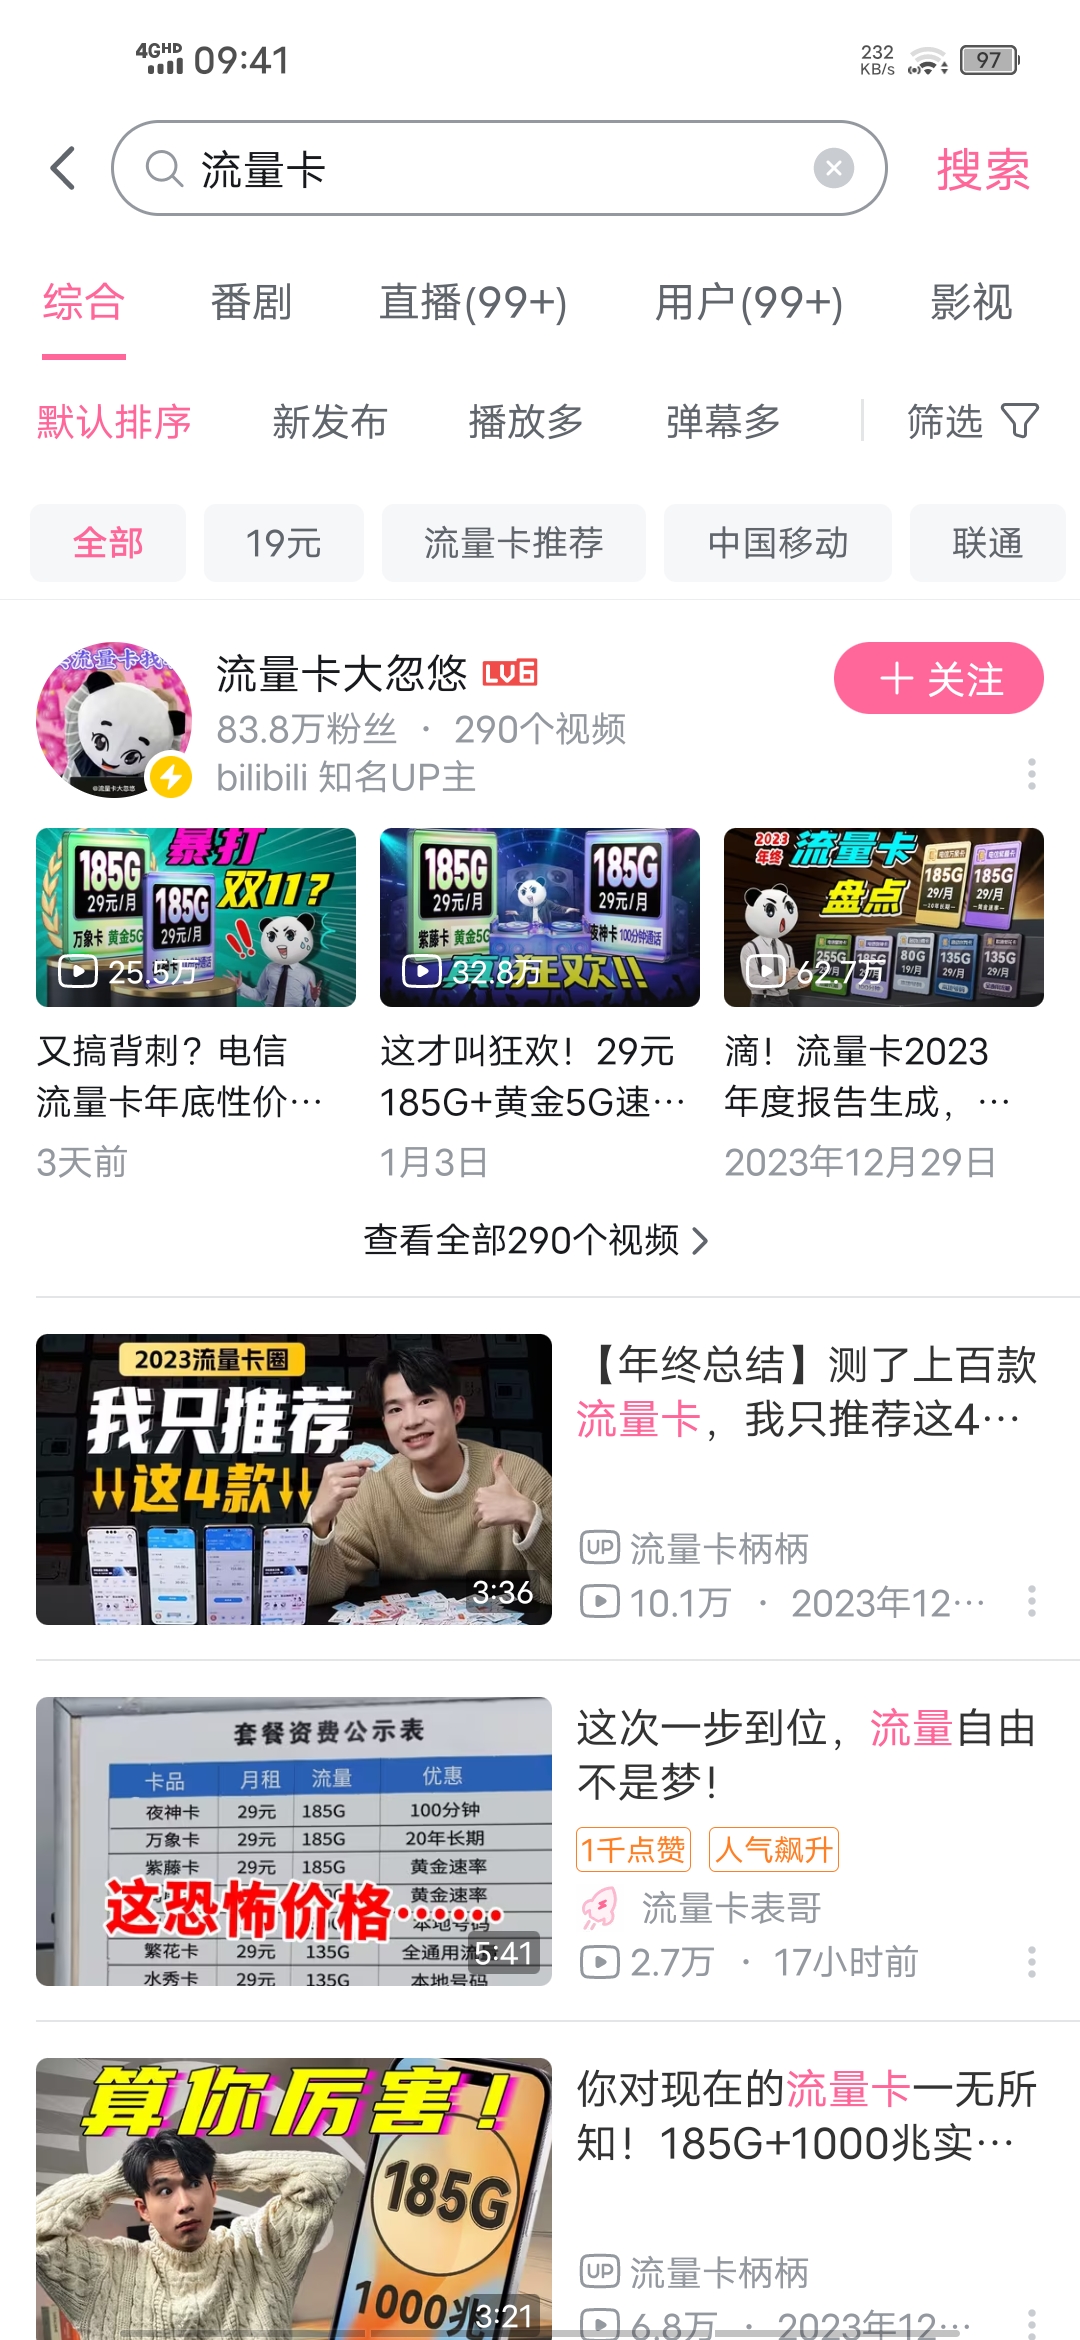 4GHD 09:41 232 KB/s 97
流量卡 搜索
综合 番剧 直播(99+) 用户(99+) 影视
默认排序 新发布 播放多 弹幕多 筛选
全部 19元 流量卡推荐 中国移动 联通
流量卡大忽悠 LV6 + 关注
83.8万粉丝 · 290个视频
bilibili 知名UP主
@流量卡大忽悠
暴打
双11?
185G
29元/月
185G
29元/月
万象卡 黄金5G
25.5万
185G
29元/月
185G
29元/月
紫藤卡 黄金5G
夜神卡 100分钟通话
狂欢!!
32.8万
2023
年终
流量卡
盘点
185G
29/月
185G
29/月
255G
80G
19/月
135G
29/月
135G
29/月
62.7万
又搞背刺？电信
流量卡年底性价…
3天前
这才叫狂欢！29元
185G+黄金5G速…
1月3日
滴！流量卡2023
年度报告生成，…
2023年12月29日
查看全部290个视频
2023流量卡圈
我只推荐
这4款
3:36
【年终总结】测了上百款
流量卡，我只推荐这4…
UP 流量卡柄柄
10.1万 · 2023年12…
套餐资费公示表
卡品 月租 流量 优惠
夜神卡 29元 185G 100分钟
万象卡 29元 185G 20年长期
紫藤卡 29元 185G 黄金速率
黄金速率
这恐怖价格……
本地号码
繁花卡 29元 135G 全通用流
水秀卡 29元 135G 本地号码
5:41
这次一步到位，流量自由
不是梦！
1千点赞 人气飙升
流量卡表哥
2.7万 · 17小时前
算你厉害！
185G
1000兆
3:21
你对现在的流量卡一无所
知！185G+1000兆实…
UP 流量卡柄柄
6.8万 · 2023年12…